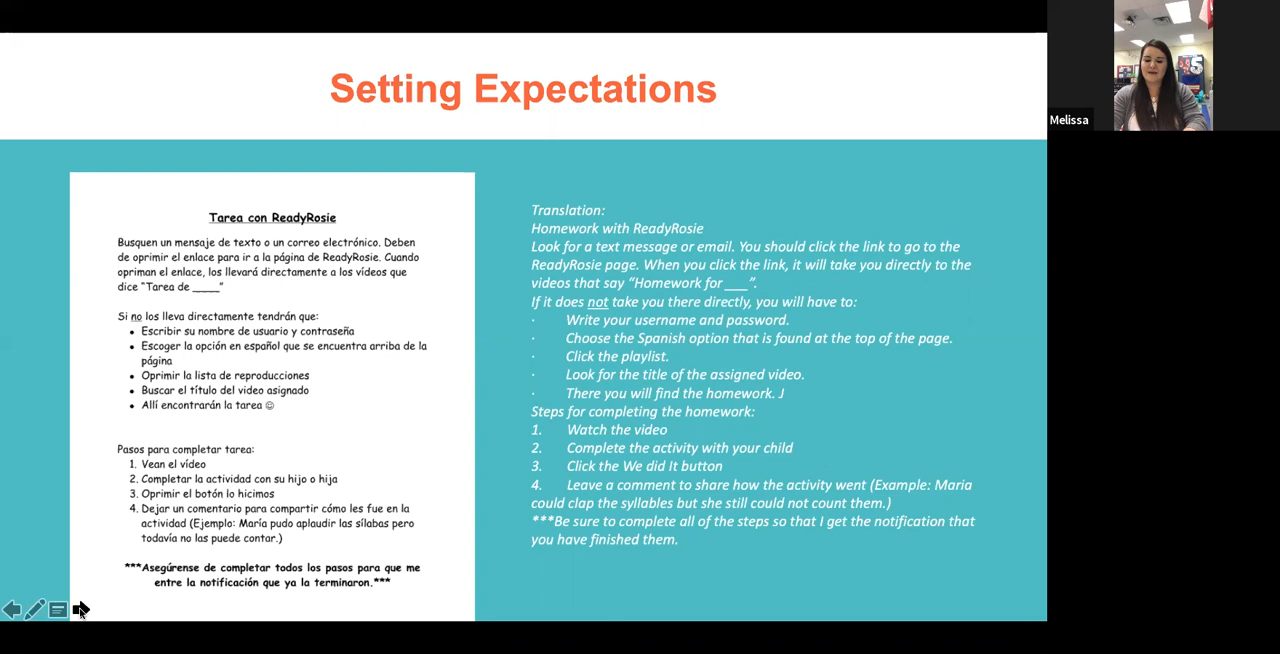 Setting Expectations
Melissa
Tarea con ReadyRosie
Busquen un mensaje de texto o un correo electrónico. Deben
de oprimir el enlace para ir a la página de ReadyRosie. Cuando
opriman el enlace, los llevará directamente a los vídeos que
dice “Tarea de ____”
Si no los lleva directamente tendrán que:
• Escribir su nombre de usuario y contraseña
• Escoger la opción en español que se encuentra arriba de la
página
• Oprimir la lista de reproducciones
• Buscar el título del video asignado
• Allí encontrarán la tarea ☺
Pasos para completar tarea:
1. Vean el vídeo
2. Completar la actividad con su hijo o hija
3. Oprimir el botón lo hicimos
4. Dejar un comentario para compartir cómo les fue en la
actividad (Ejemplo: María pudo aplaudir las sílabas pero
todavía no las puede contar.)
***Asegúrense de completar todos los pasos para que me
entre la notificación que ya la terminaron.***
Translation:
Homework with ReadyRosie
Look for a text message or email. You should click the link to go to the
ReadyRosie page. When you click the link, it will take you directly to the
videos that say “Homework for ___”.
If it does not take you there directly, you will have to:
· Write your username and password.
· Choose the Spanish option that is found at the top of the page.
· Click the playlist.
· Look for the title of the assigned video.
· There you will find the homework. J
Steps for completing the homework:
1. Watch the video
2. Complete the activity with your child
3. Click the We did It button
4. Leave a comment to share how the activity went (Example: Maria
could clap the syllables but she still could not count them.)
***Be sure to complete all of the steps so that I get the notification that
you have finished them.